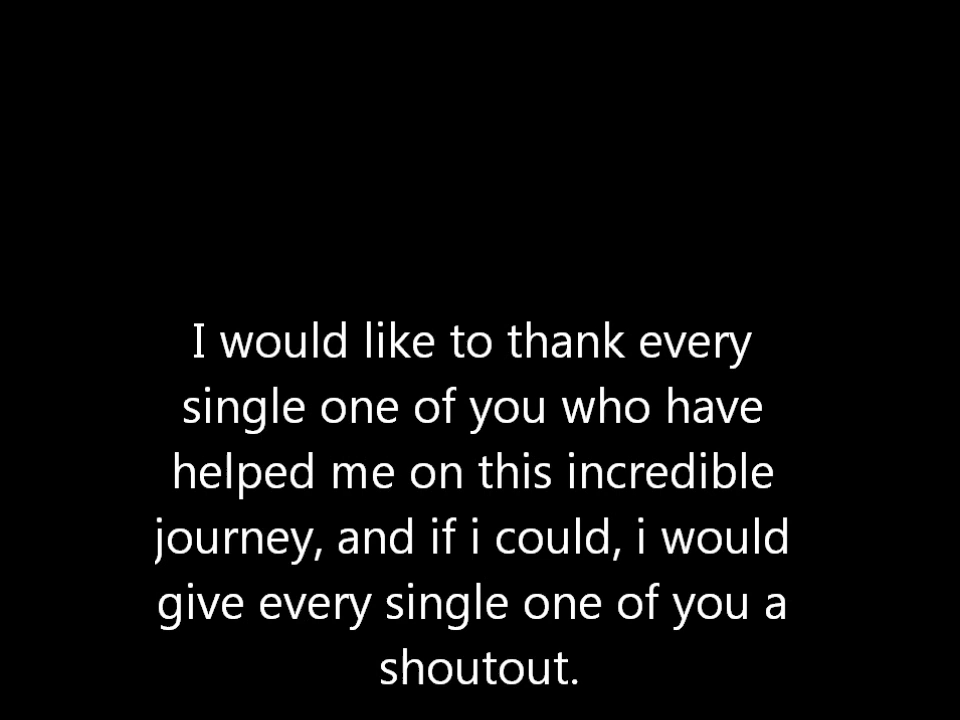 I would like to thank every
single one of you who have
helped me on this incredible
journey, and if i could, i would
give every single one of you a
shoutout.